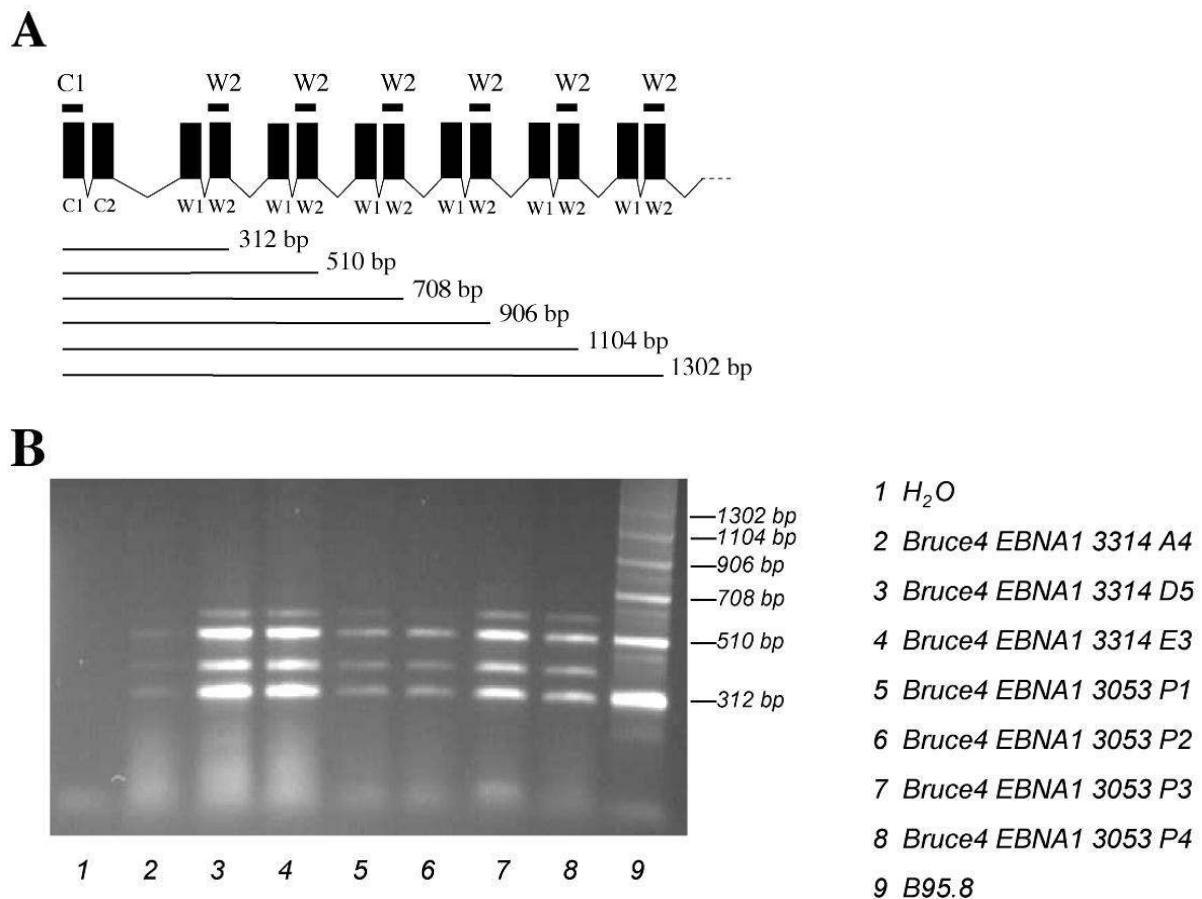 A
C1 W2 W2 W2 W2 W2 W2
C1 C2 W1 W2 W1 W2 W1 W2 W1 W2 W1 W2 W1 W2
312 bp
510 bp
708 bp
906 bp
1104 bp
1302 bp
B
1302 bp
1104 bp
906 bp
708 bp
510 bp
312 bp
1 2 3 4 5 6 7 8 9
1 H₂O
2 Bruce4 EBNA1 3314 A4
3 Bruce4 EBNA1 3314 D5
4 Bruce4 EBNA1 3314 E3
5 Bruce4 EBNA1 3053 P1
6 Bruce4 EBNA1 3053 P2
7 Bruce4 EBNA1 3053 P3
8 Bruce4 EBNA1 3053 P4
9 B95.8